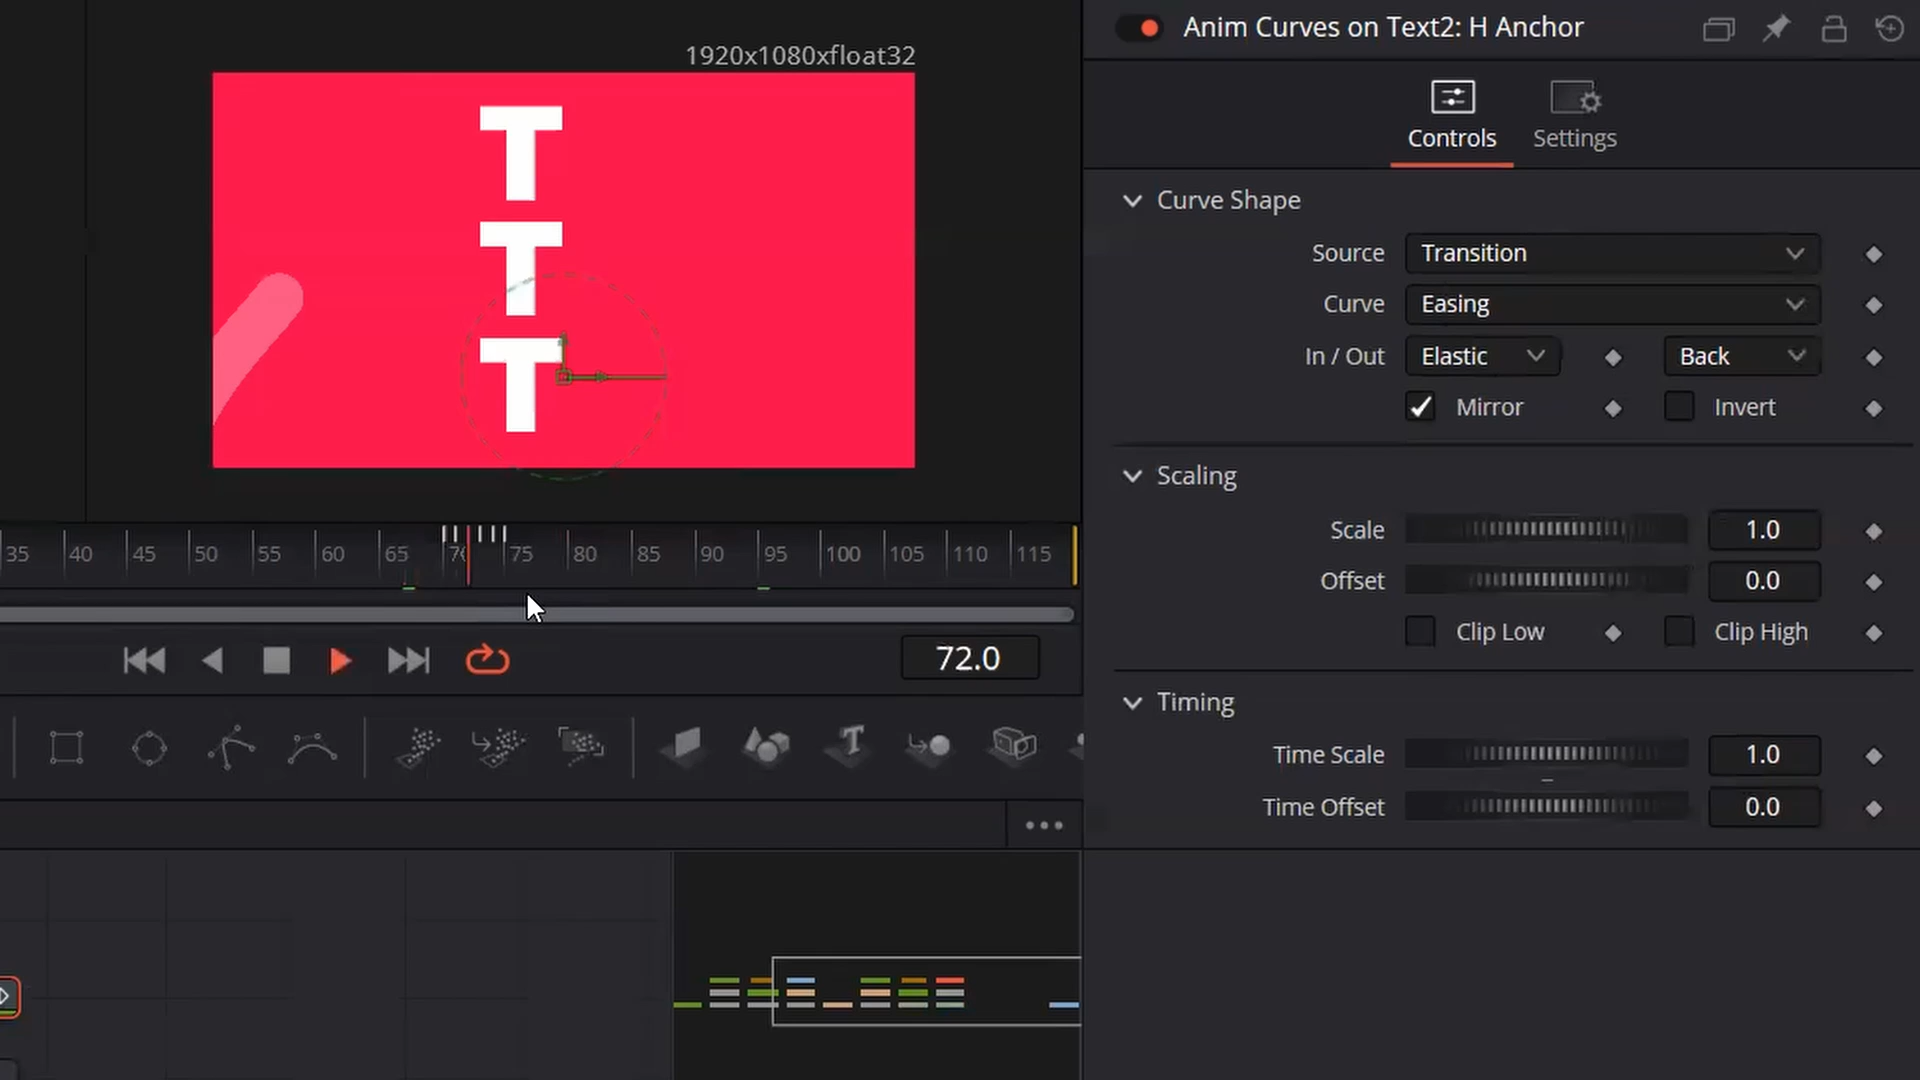 Anim Curves on Text2: H Anchor
1920x1080xfloat32
T
T
T
Controls
Settings
Curve Shape
Source
Transition
Curve
Easing
In / Out
Elastic
Back
Mirror
Invert
Scaling
Scale
1.0
Offset
0.0
Clip Low
Clip High
Timing
Time Scale
1.0
Time Offset
0.0
35 40 45 50 55 60 65 75 80 85 90 95 100 105 110 115
72.0